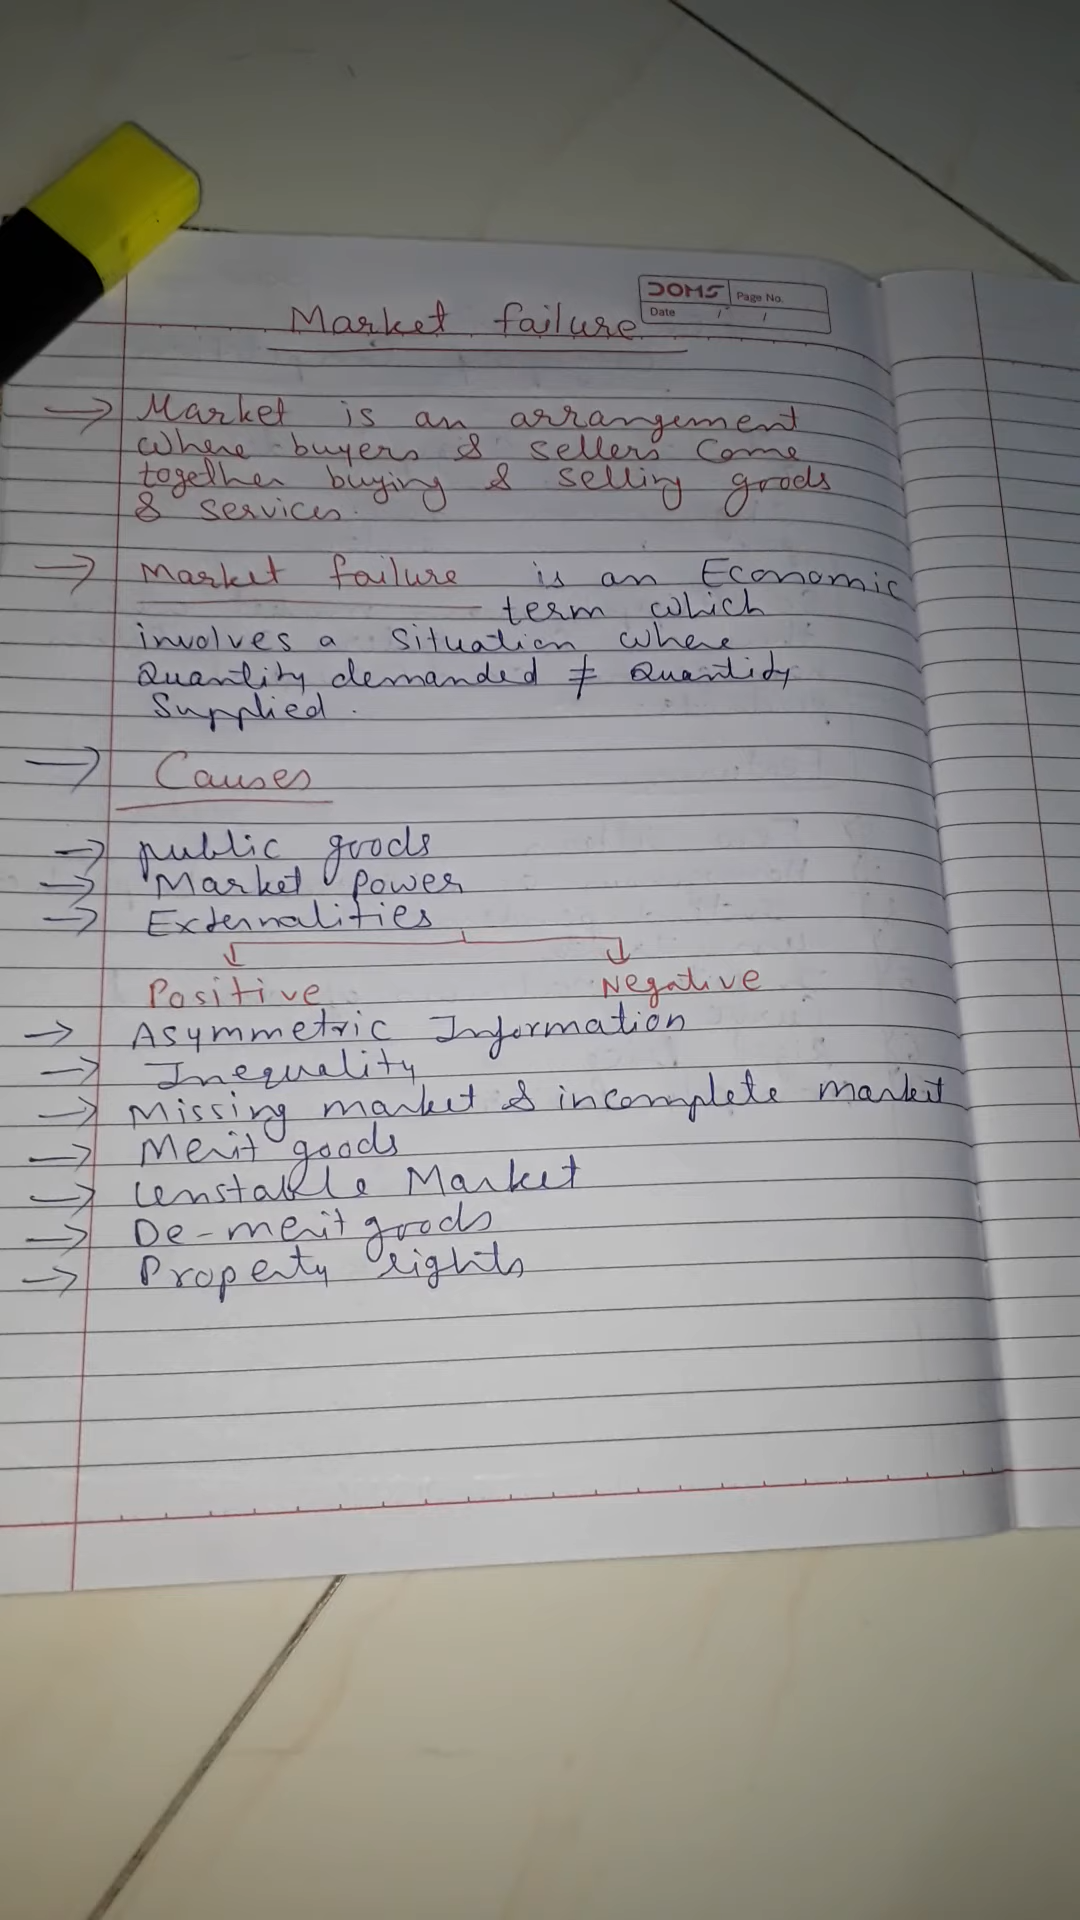 DOMS Page No.
Date / /
Market failure
→ Market is an arrangement
where buyers & sellers come
together buying & selling goods
& services.
→ Market failure is an Economic
term which
involves a situation where
Quantity demanded ≠ Quantity
Supplied.
→ Causes
→ public goods
→ Market Power
→ Externalities
Positive Negative
→ Asymmetric Information
→ Inequality
→ Missing market & incomplete market
→ Merit goods
→ Unstable Market
→ De-merit goods
→ Property rights